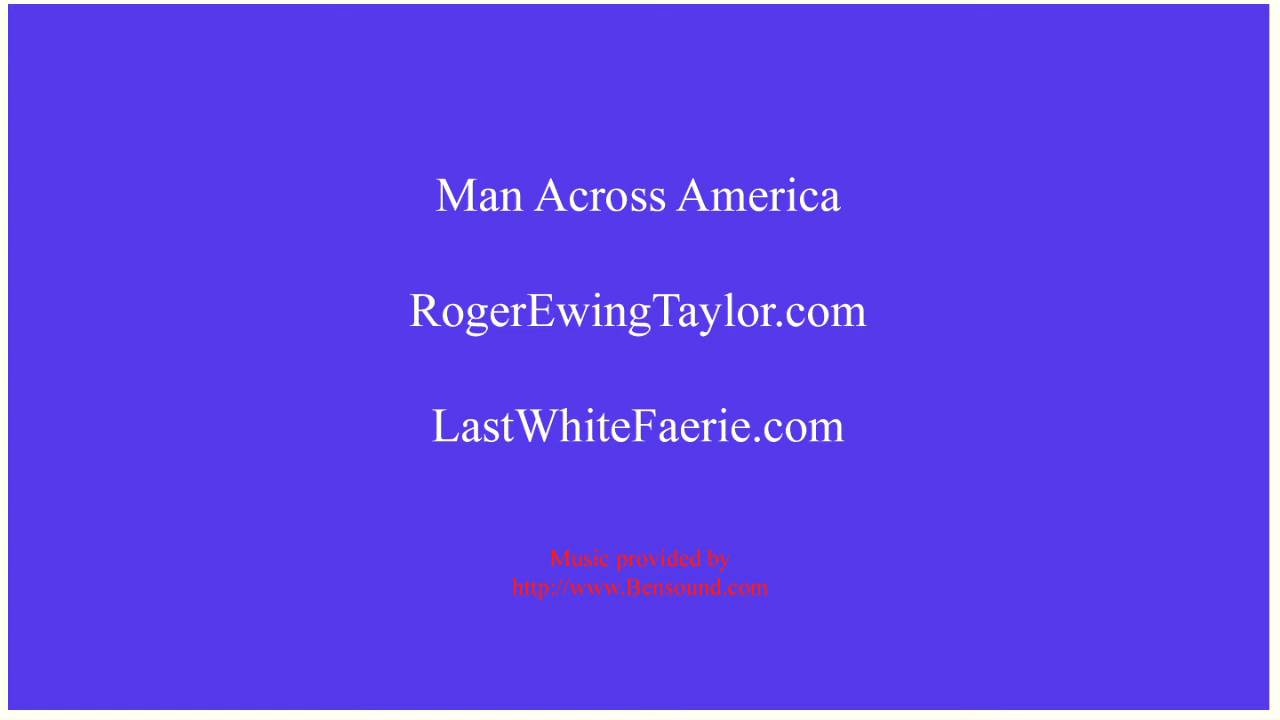 Man Across America
RogerEwingTaylor.com
LastWhiteFaerie.com
Music provided by
http://www.Bensound.com